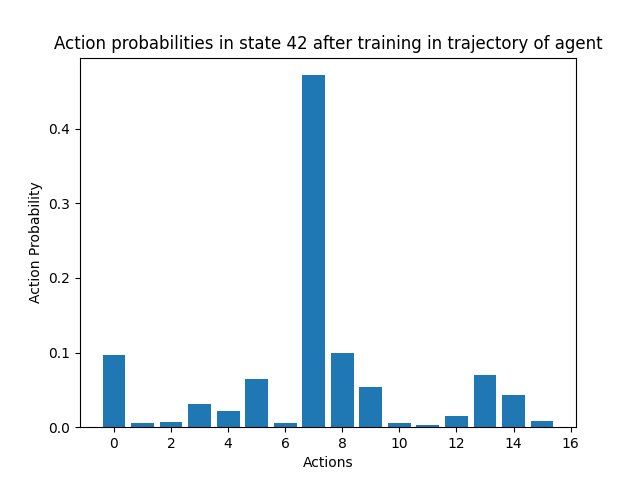 Action probabilities in state 42 after training in trajectory of agent
0.4
0.3
0.2
0.1
0.0
Action Probability
0 2 4 6 8 10 12 14 16
Actions